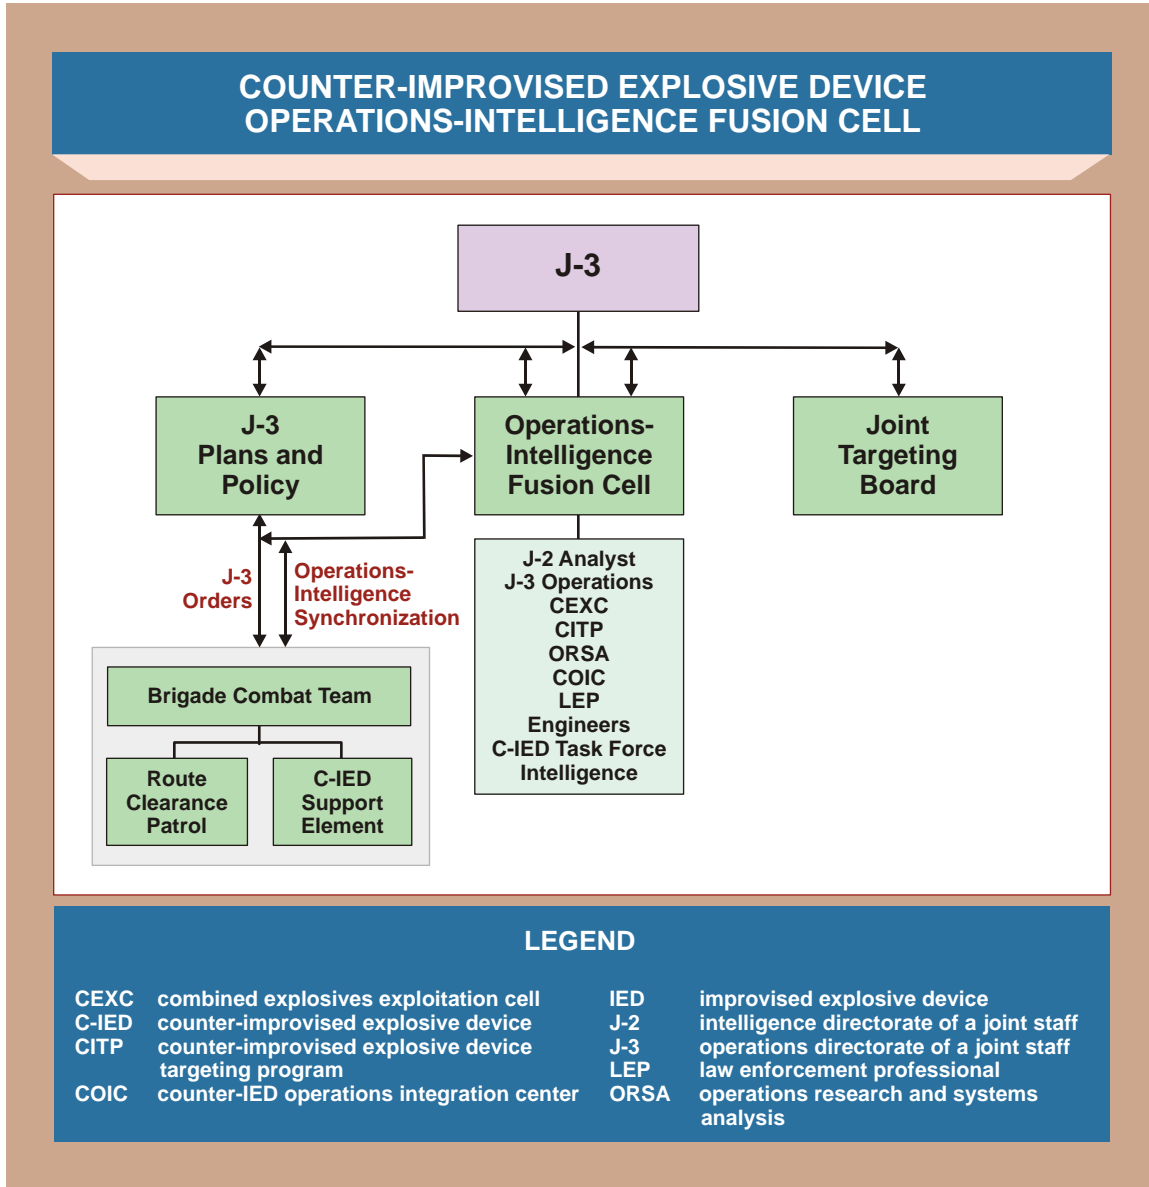 COUNTER-IMPROVISED EXPLOSIVE DEVICE
OPERATIONS-INTELLIGENCE FUSION CELL
J-3
J-3
Plans and
Policy
Operations-
Intelligence
Fusion Cell
Joint
Targeting
Board
J-3
Orders
Operations-
Intelligence
Synchronization
J-2 Analyst
J-3 Operations
CEXC
CITP
ORSA
COIC
LEP
Engineers
C-IED Task Force
Intelligence
Brigade Combat Team
Route
Clearance
Patrol
C-IED
Support
Element
LEGEND
CEXC combined explosives exploitation cell
C-IED counter-improvised explosive device
CITP counter-improvised explosive device
targeting program
COIC counter-IED operations integration center
IED improvised explosive device
J-2 intelligence directorate of a joint staff
J-3 operations directorate of a joint staff
LEP law enforcement professional
ORSA operations research and systems
analysis